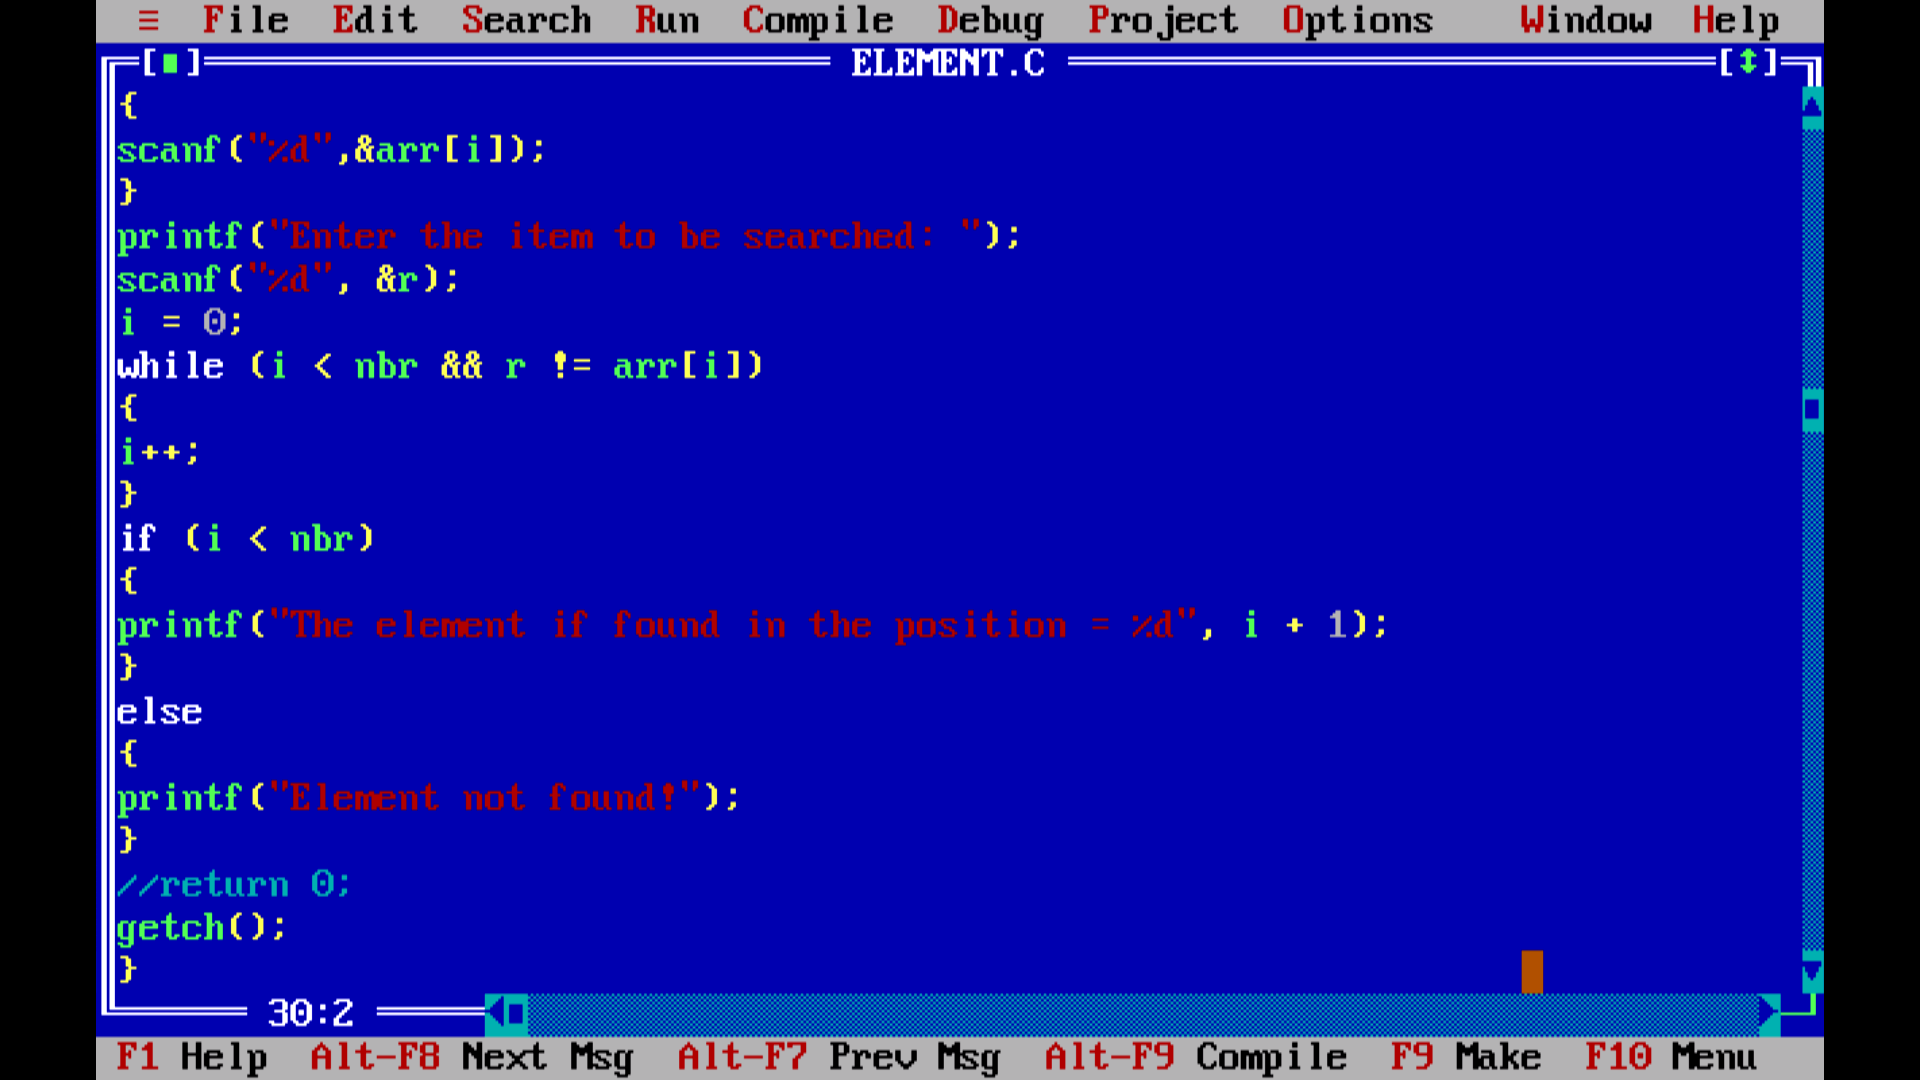 ≡ File Edit Search Run Compile Debug Project Options Window Help
[■] ELEMENT.C [↕]
{
scanf("%d",&arr[i]);
}
printf("Enter the item to be searched: ");
scanf("%d", &r);
i = 0;
while (i < nbr && r != arr[i])
{
i++;
}
if (i < nbr)
{
printf("The element if found in the position = %d", i + 1);
}
else
{
printf("Element not found!");
}
//return 0;
getch();
}
30:2
F1 Help Alt-F8 Next Msg Alt-F7 Prev Msg Alt-F9 Compile F9 Make F10 Menu